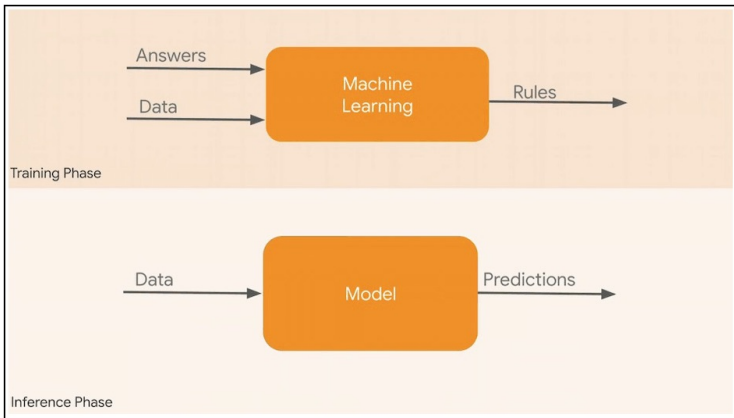 Answers
Data
Machine
Learning
Rules
Training Phase
Data
Model
Predictions
Inference Phase